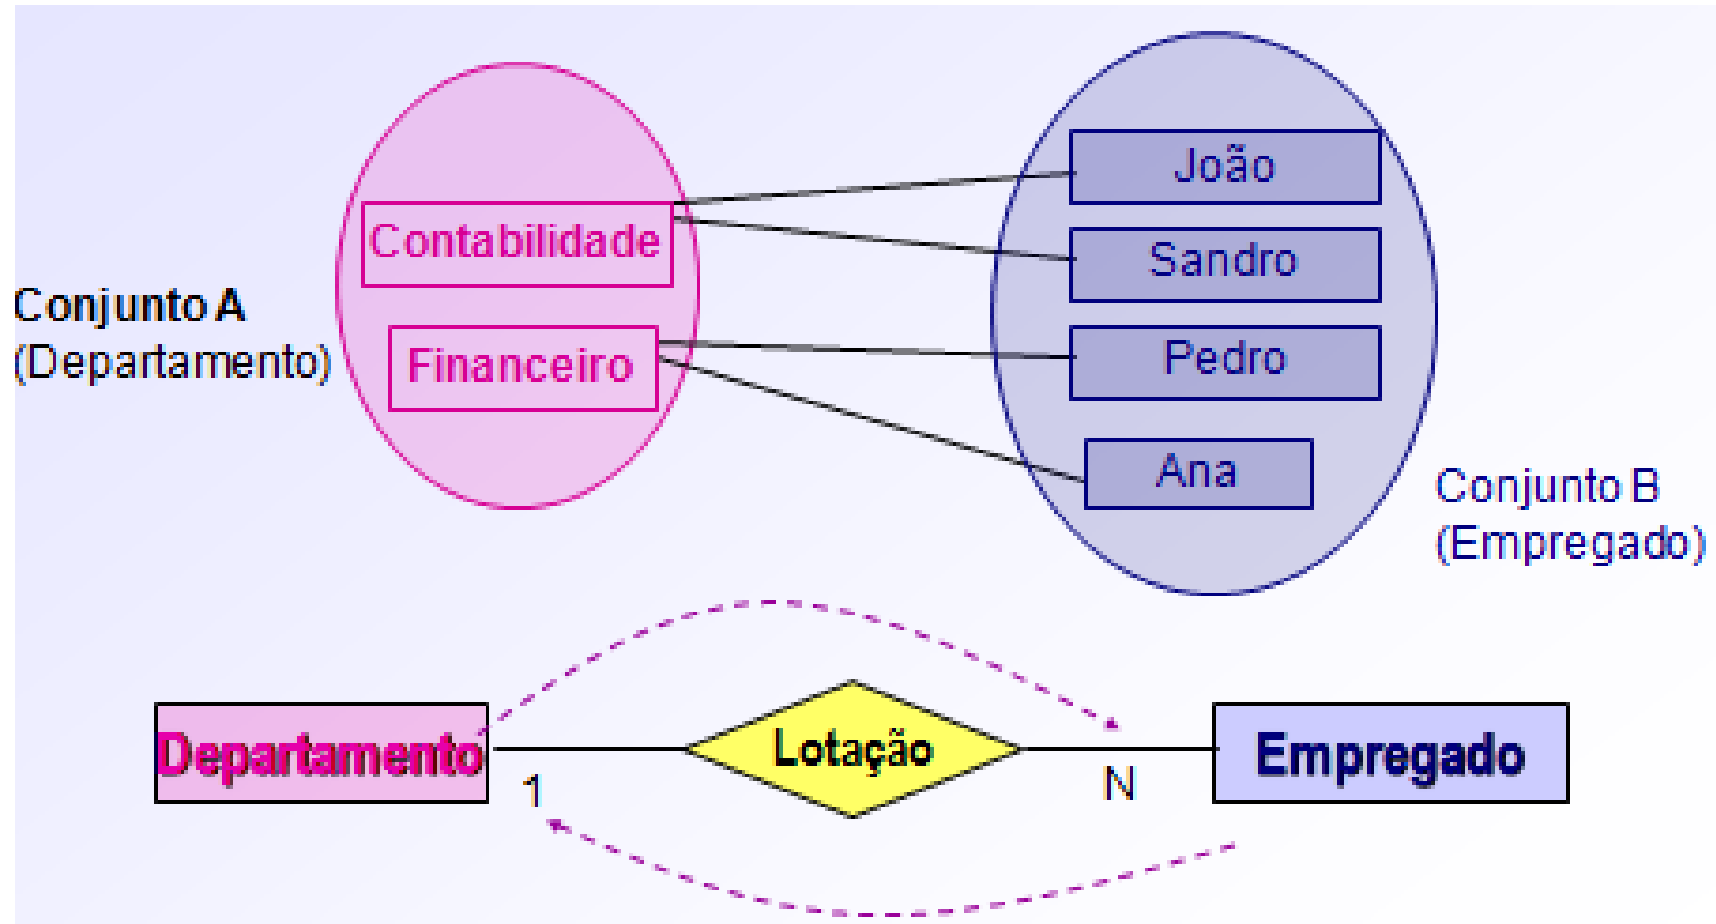 João
Contabilidade
Sandro
Conjunto A
(Departamento)
Financeiro
Pedro
Ana
Conjunto B
(Empregado)
Departamento
1
Lotação
N
Empregado